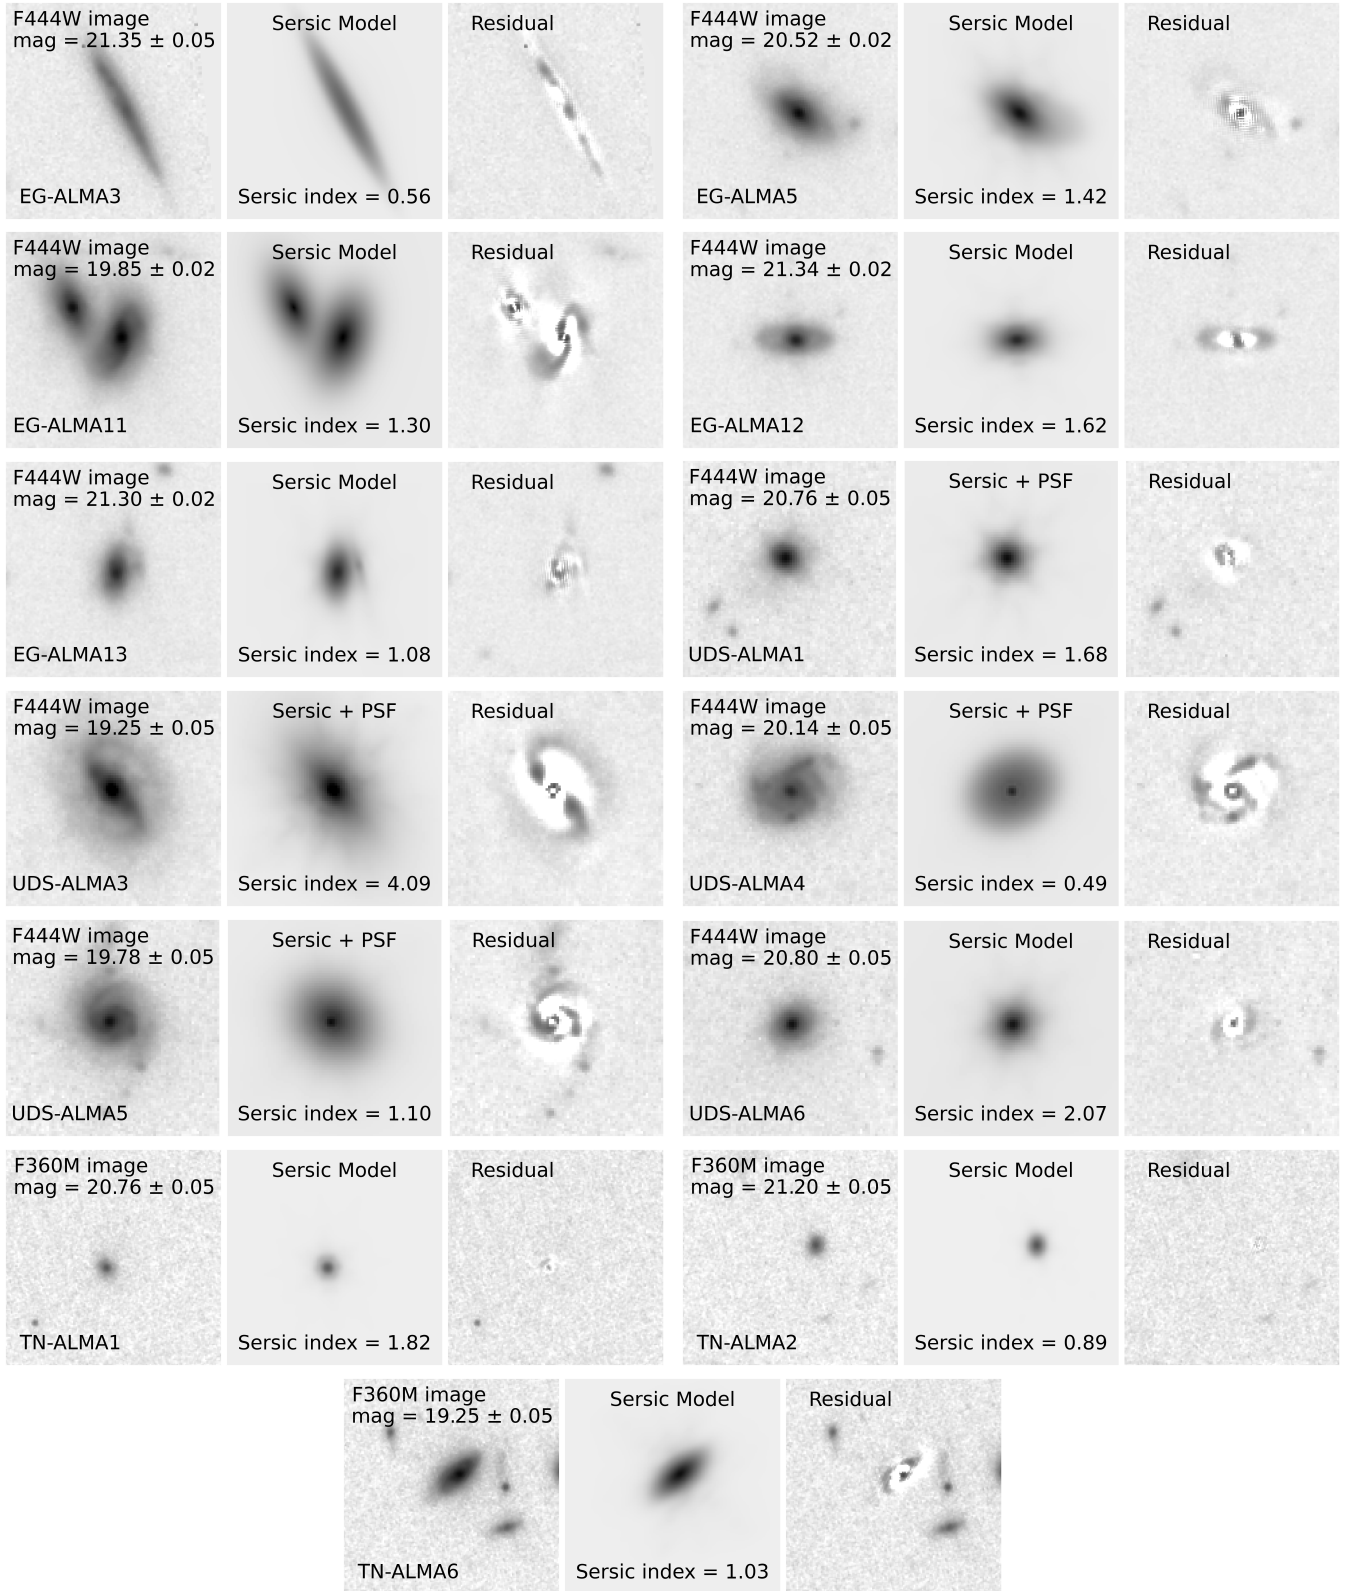 F444W image
mag = 21.35 ± 0.05
Sersic Model
Residual
EG-ALMA3
Sersic index = 0.56
F444W image
mag = 20.52 ± 0.02
Sersic Model
Residual
EG-ALMA5
Sersic index = 1.42
F444W image
mag = 19.85 ± 0.02
Sersic Model
Residual
EG-ALMA11
Sersic index = 1.30
F444W image
mag = 21.34 ± 0.02
Sersic Model
Residual
EG-ALMA12
Sersic index = 1.62
F444W image
mag = 21.30 ± 0.02
Sersic Model
Residual
EG-ALMA13
Sersic index = 1.08
F444W image
mag = 20.76 ± 0.05
Sersic + PSF
Residual
UDS-ALMA1
Sersic index = 1.68
F444W image
mag = 19.25 ± 0.05
Sersic + PSF
Residual
UDS-ALMA3
Sersic index = 4.09
F444W image
mag = 20.14 ± 0.05
Sersic + PSF
Residual
UDS-ALMA4
Sersic index = 0.49
F444W image
mag = 19.78 ± 0.05
Sersic + PSF
Residual
UDS-ALMA5
Sersic index = 1.10
F444W image
mag = 20.80 ± 0.05
Sersic Model
Residual
UDS-ALMA6
Sersic index = 2.07
F360M image
mag = 20.76 ± 0.05
Sersic Model
Residual
TN-ALMA1
Sersic index = 1.82
F360M image
mag = 21.20 ± 0.05
Sersic Model
Residual
TN-ALMA2
Sersic index = 0.89
F360M image
mag = 19.25 ± 0.05
Sersic Model
Residual
TN-ALMA6
Sersic index = 1.03